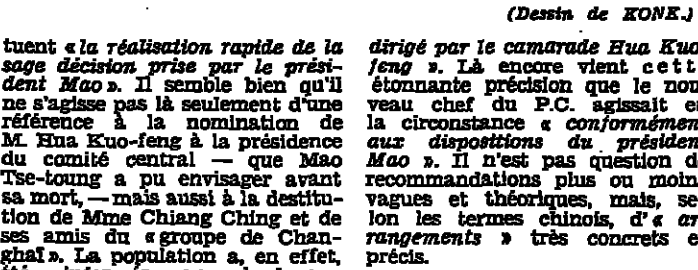 (Dessin de KONK.)
tuent « la réalisation rapide de la
sage décision prise par le prési-
dent Mao ». Il semble bien qu'il
ne s'agisse pas là seulement d'une
référence à la nomination de
M. Hua Kuo-feng à la présidence
du comité central — que Mao
Tse-toung a pu envisager avant
sa mort, — mais aussi à la destitu-
tion de Mme Chiang Ching et de
ses amis du « groupe de Chan-
ghaï ». La population a, en effet,
dirigé par le camarade Hua Kuo
feng ». Là encore vient cett
étonnante précision que le nou
veau chef du P.C. agissait e
la circonstance « conformémen
aux dispositions du présiden
Mao ». Il n'est pas question d
recommandations plus ou moin
vagues et théoriques, mais, se
lon les termes chinois, d'« ar
rangements » très concrets e
précis.